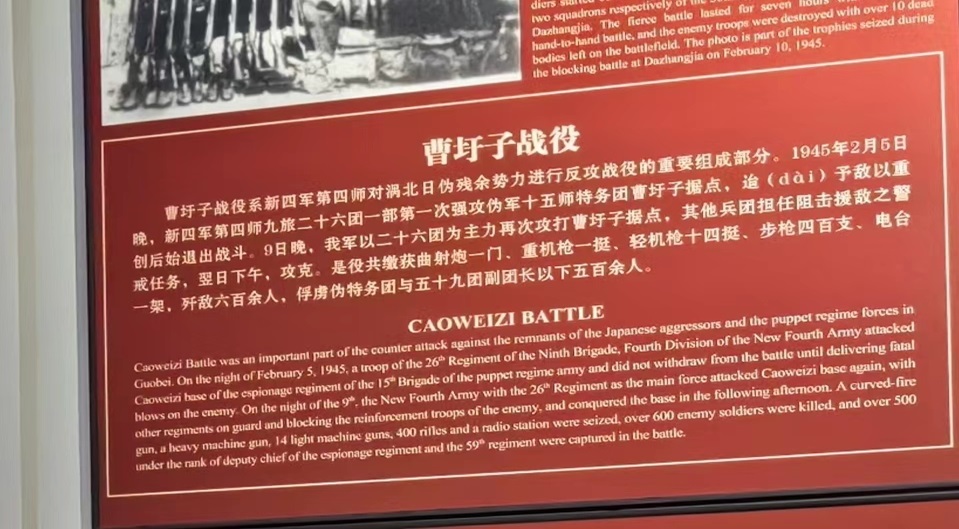 two squadrons respectively of the
Dazhangjia. The fierce battle lasted for seven hours
hand-to-hand battle, and the enemy troops were destroyed with over 10 dead
bodies left on the battlefield. The photo is part of the trophies seized during
the blocking battle at Dazhangjia on February 10, 1945.
曹圩子战役
曹圩子战役系新四军第四师对涡北日伪残余势力进行反攻战役的重要组成部分。1945年2月5日
晚，新四军第四师九旅二十六团一部第一次强攻伪军十五师特务团曹圩子据点，迨（dài）予敌以重
创后始退出战斗。9日晚，我军以二十六团为主力再次攻打曹圩子据点，其他兵团担任阻击援敌之警
戒任务，翌日下午，攻克。是役共缴获曲射炮一门、重机枪一挺、轻机枪十四挺、步枪四百支、电台
一架，歼敌六百余人，俘虏伪特务团与五十九团副团长以下五百余人。
CAOWEIZI BATTLE
Caoweizi Battle was an important part of the counter attack against the remnants of the Japanese aggressors and the puppet regime forces in
Guobei. On the night of February 5, 1945, a troop of the 26th Regiment of the Ninth Brigade, Fourth Division of the New Fourth Army attacked
Caoweizi base of the espionage regiment of the 15th Brigade of the puppet regime army and did not withdraw from the battle until delivering fatal
blows on the enemy. On the night of the 9th, the New Fourth Army with the 26th Regiment as the main force attacked Caoweizi base again, with
other regiments on guard and blocking the reinforcement troops of the enemy, and conquered the base in the following afternoon. A curved-fire
gun, a heavy machine gun, 14 light machine guns, 400 rifles and a radio station were seized, over 600 enemy soldiers were killed, and over 500
under the rank of deputy chief of the espionage regiment and the 59th regiment were captured in the battle.